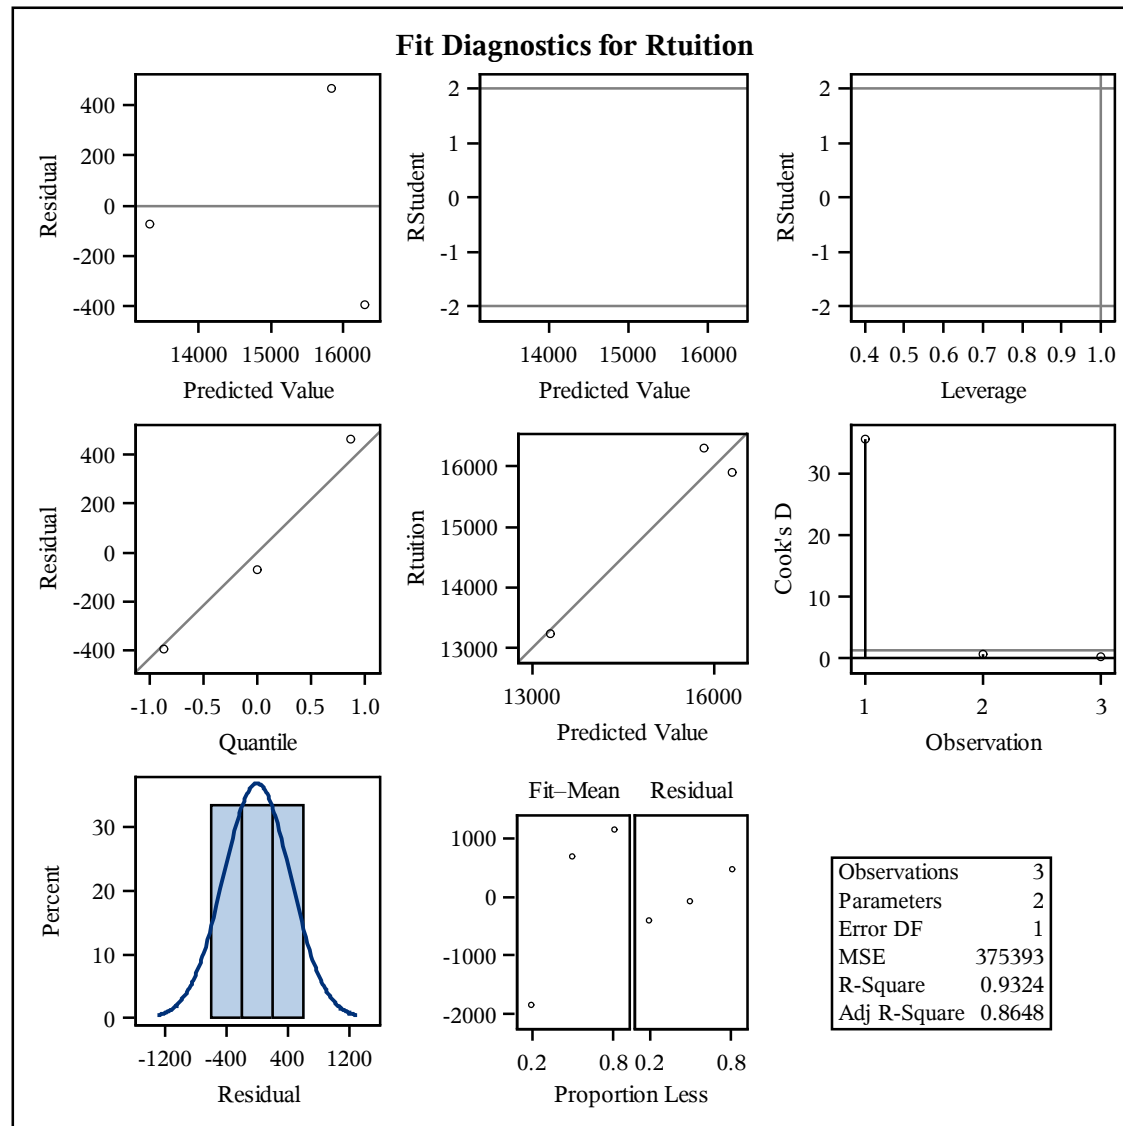 Fit Diagnostics for Rtuition
400
200
0
-200
-400
Residual
14000 15000 16000
Predicted Value
2
1
0
-1
-2
RStudent
14000 15000 16000
Predicted Value
2
1
0
-1
-2
RStudent
0.4 0.5 0.6 0.7 0.8 0.9 1.0
Leverage
400
200
0
-200
-400
Residual
-1.0 -0.5 0.0 0.5 1.0
Quantile
16000
15000
14000
13000
Rtuition
13000 16000
Predicted Value
30
20
10
0
Cook's D
1 2 3
Observation
30
20
10
0
Percent
-1200 -400 400 1200
Residual
Fit–Mean Residual
1000
0
-1000
-2000
0.2 0.8 0.2 0.8
Proportion Less
Observations 3
Parameters 2
Error DF 1
MSE 375393
R-Square 0.9324
Adj R-Square 0.8648